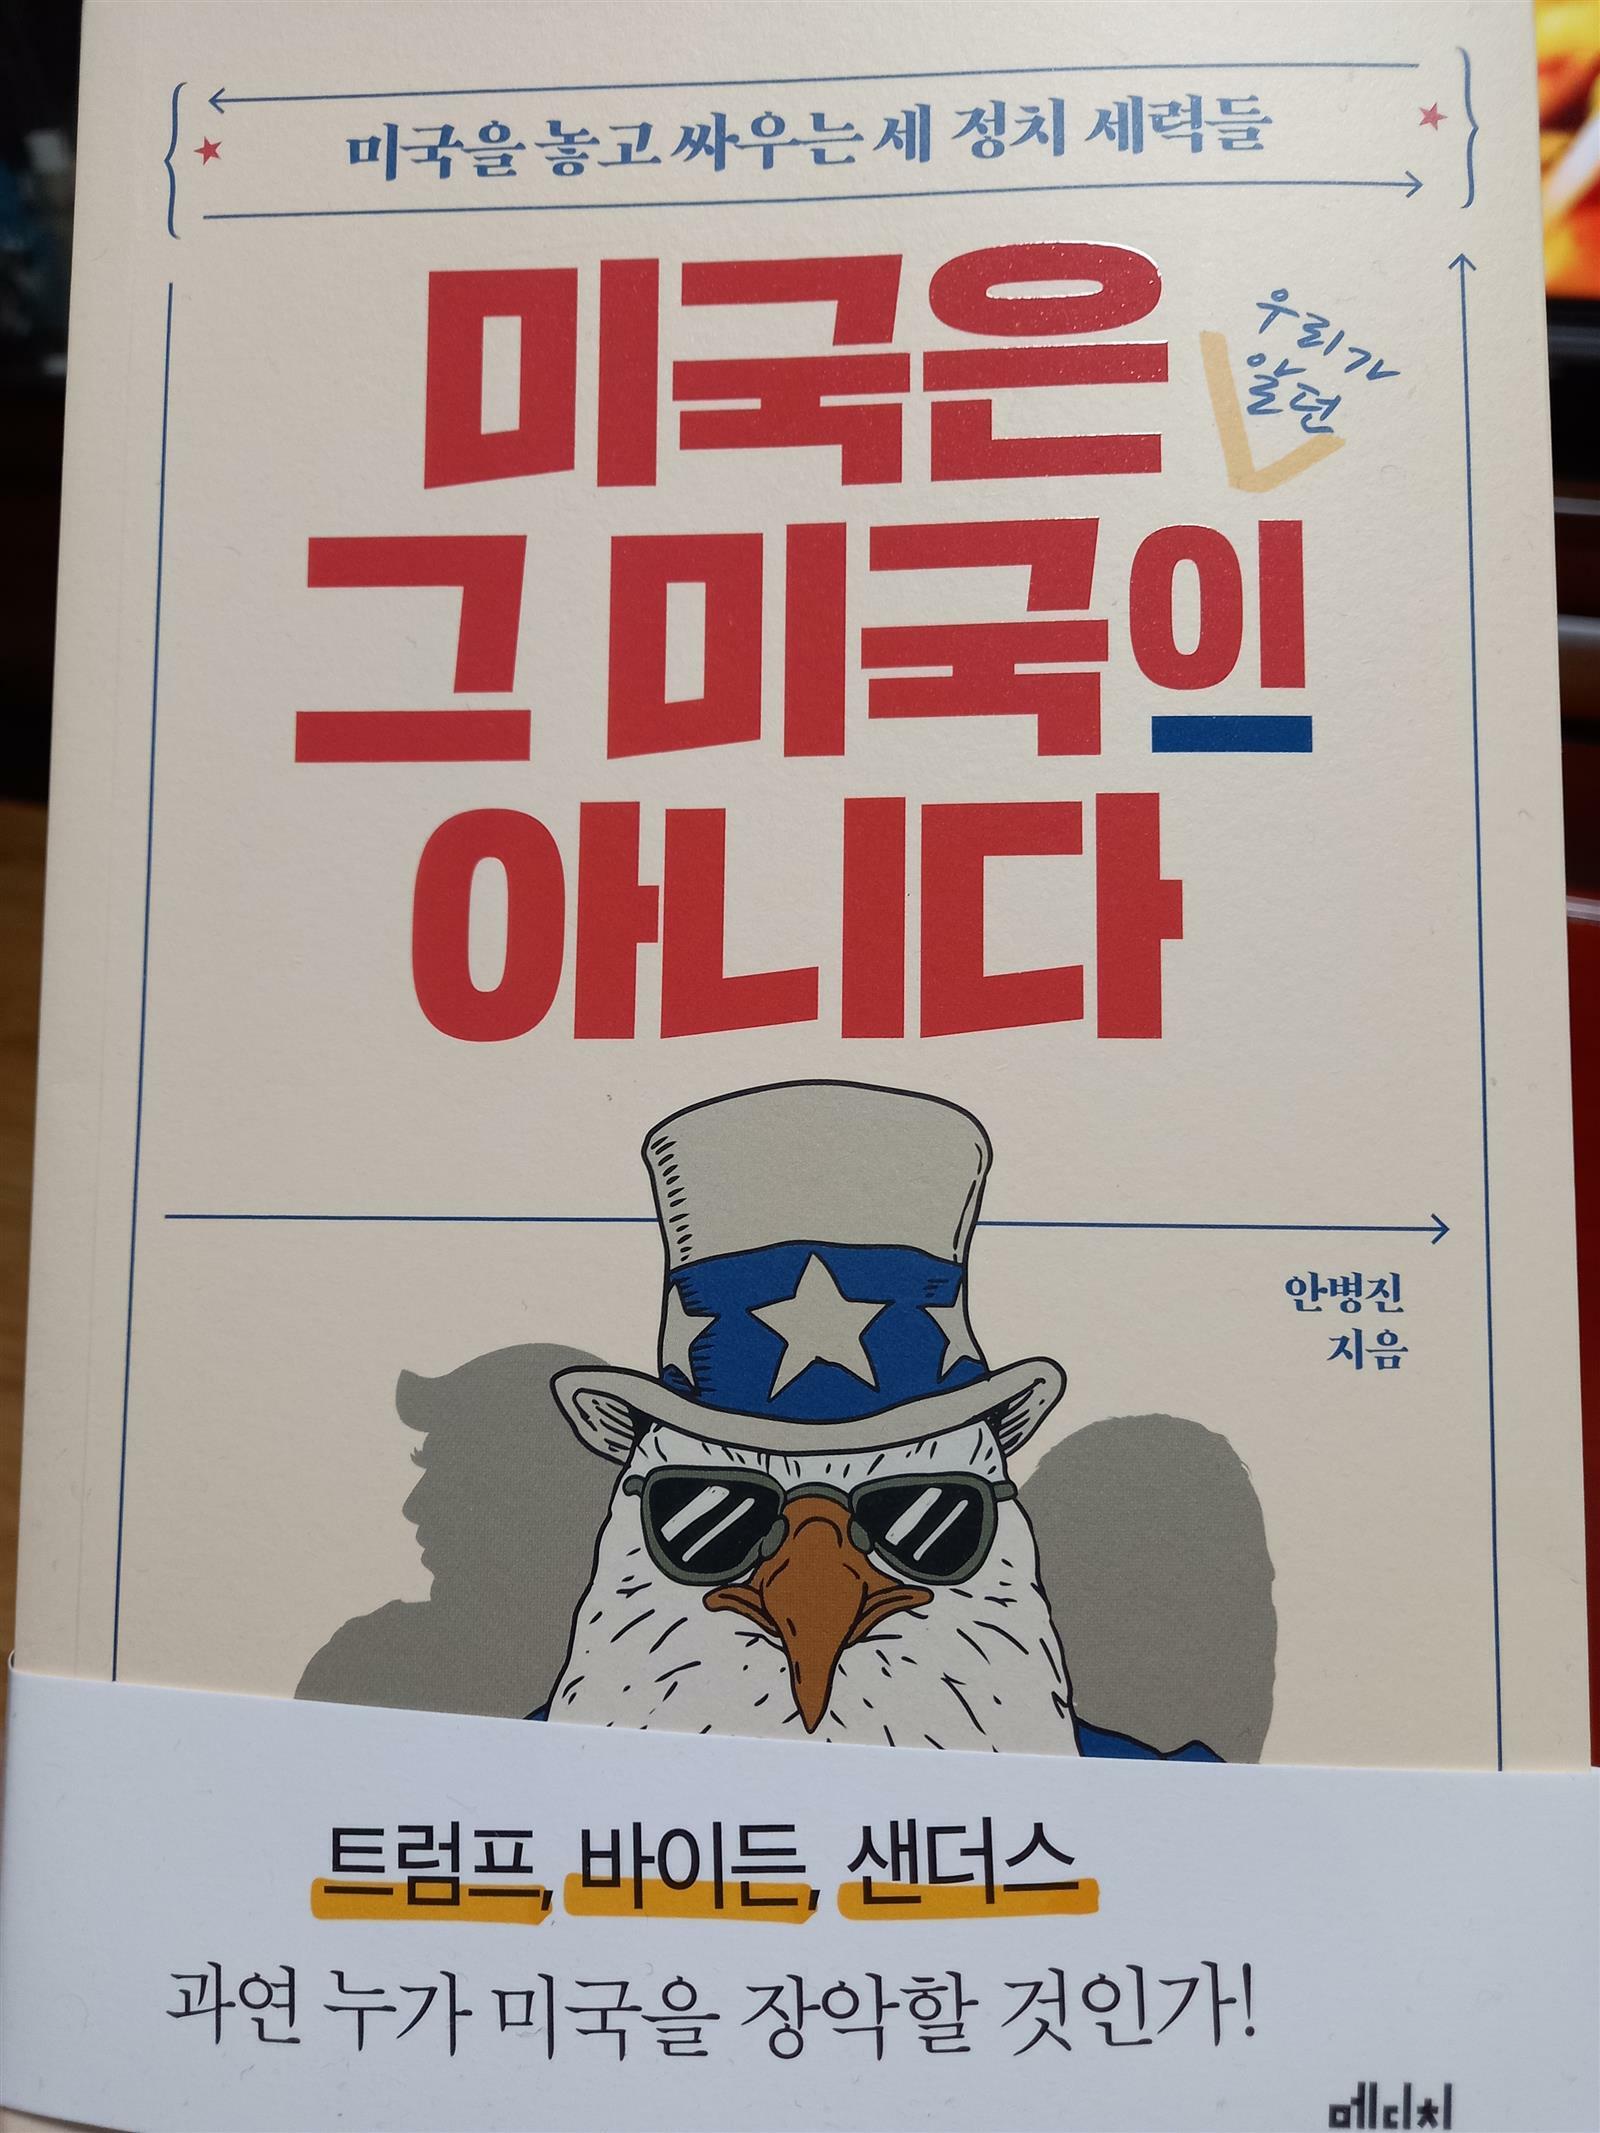 미국을 놓고 싸우는 세 정치 세력들
미국은
우리가
알던
그 미국이
아니다
안병진
지음
트럼프, 바이든, 샌더스
과연 누가 미국을 장악할 것인가!
메디치